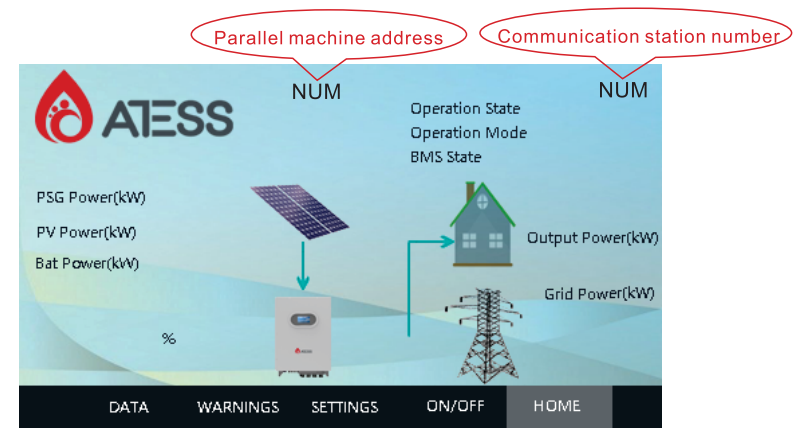 Parallel machine address
Communication station number
NUM
NUM
ATESS
Operation State
Operation Mode
BMS State
PSG Power(kW)
PV Power(kW)
Bat Power(kW)
Output Power(kW)
Grid Power(kW)
%
ATESS
DATA
WARNINGS
SETTINGS
ON/OFF
HOME